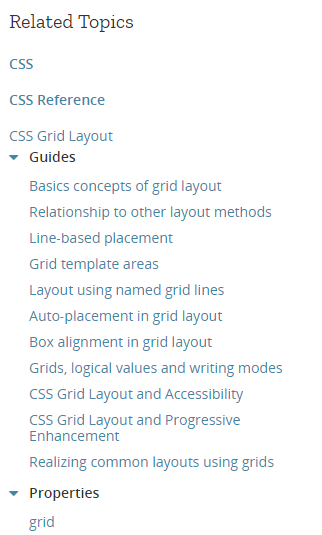 Related Topics
CSS
CSS Reference
CSS Grid Layout
Guides
Basics concepts of grid layout
Relationship to other layout methods
Line-based placement
Grid template areas
Layout using named grid lines
Auto-placement in grid layout
Box alignment in grid layout
Grids, logical values and writing modes
CSS Grid Layout and Accessibility
CSS Grid Layout and Progressive
Enhancement
Realizing common layouts using grids
Properties
grid